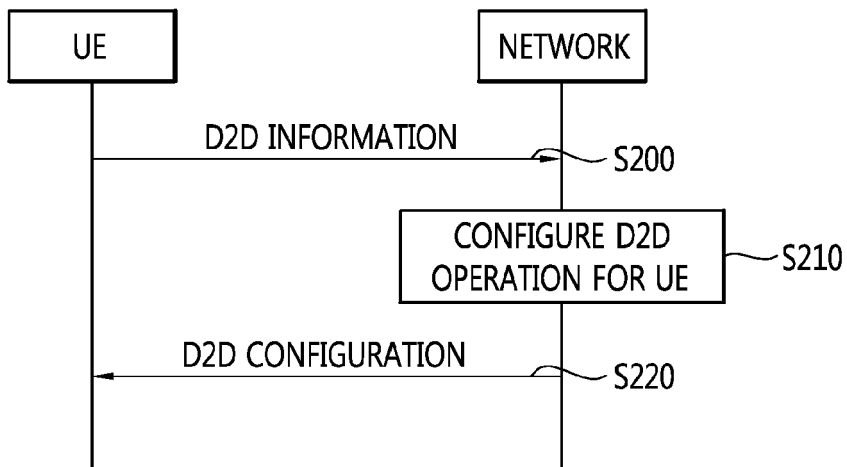 UE
NETWORK
D2D INFORMATION
S200
CONFIGURE D2D
OPERATION FOR UE
S210
D2D CONFIGURATION
S220